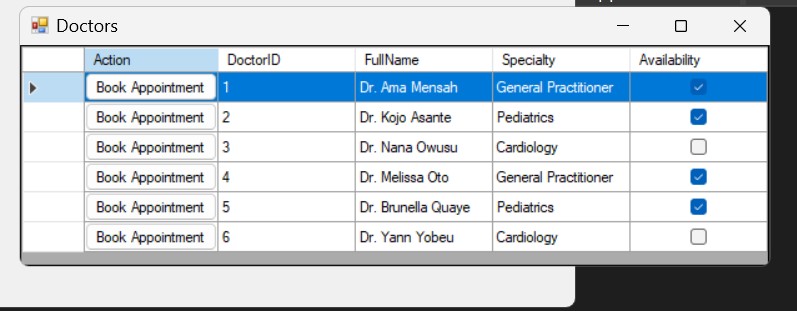 Doctors
Action DoctorID FullName Specialty Availability
Book Appointment 1 Dr. Ama Mensah General Practitioner
Book Appointment 2 Dr. Kojo Asante Pediatrics
Book Appointment 3 Dr. Nana Owusu Cardiology
Book Appointment 4 Dr. Melissa Oto General Practitioner
Book Appointment 5 Dr. Brunella Quaye Pediatrics
Book Appointment 6 Dr. Yann Yobeu Cardiology